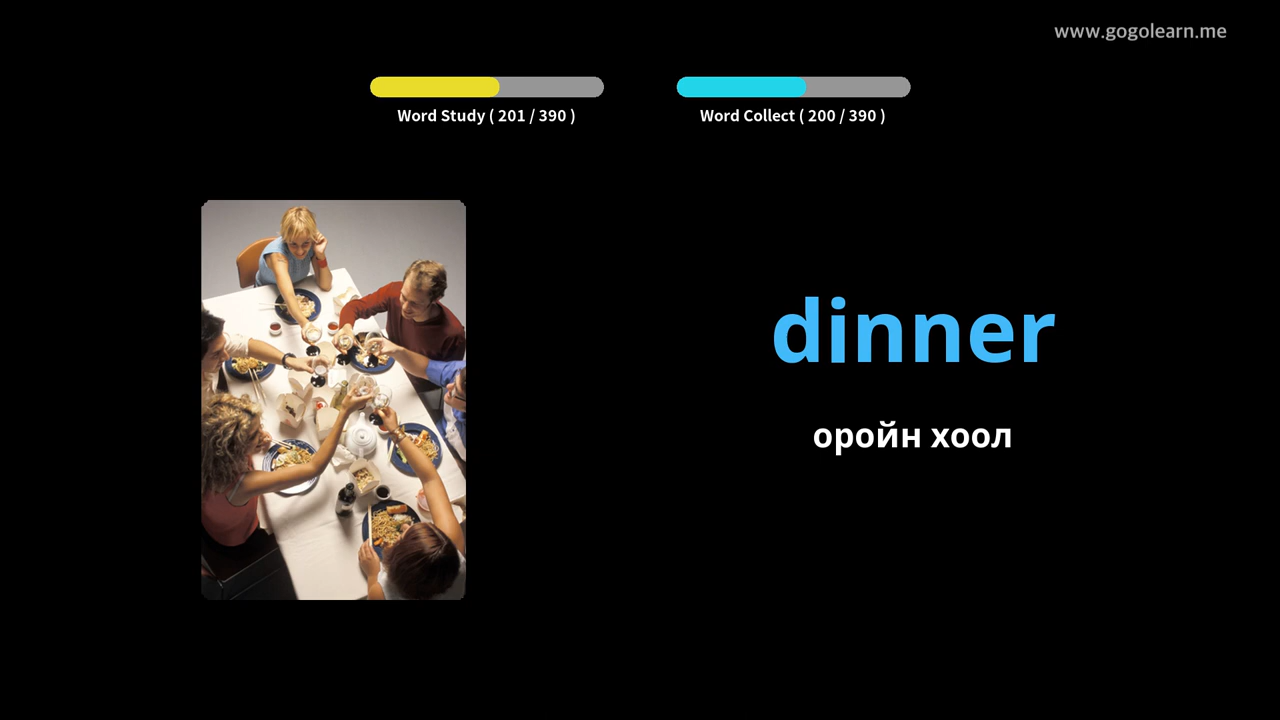 www.gogolearn.me
Word Study ( 201 / 390 )
Word Collect ( 200 / 390 )
dinner
оройн хоол